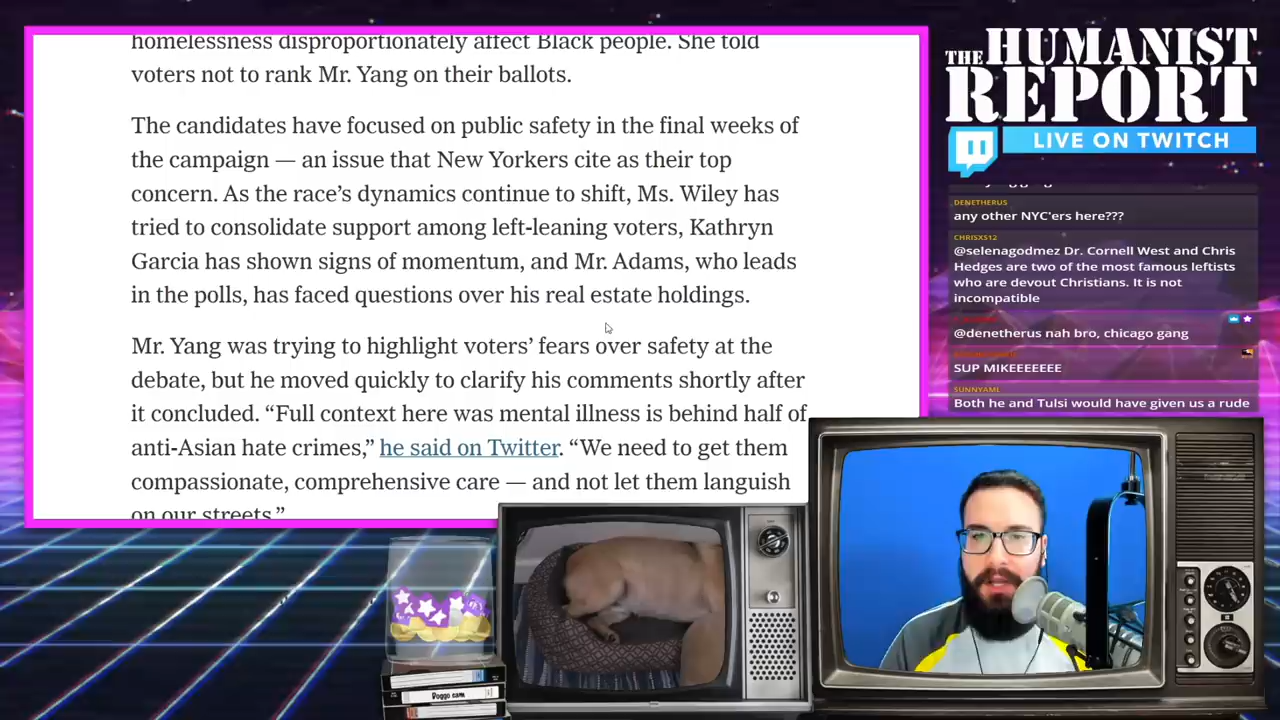 homelessness disproportionately affect Black people. She told
voters not to rank Mr. Yang on their ballots.
The candidates have focused on public safety in the final weeks of
the campaign — an issue that New Yorkers cite as their top
concern. As the race’s dynamics continue to shift, Ms. Wiley has
tried to consolidate support among left-leaning voters, Kathryn
Garcia has shown signs of momentum, and Mr. Adams, who leads
in the polls, has faced questions over his real estate holdings.
Mr. Yang was trying to highlight voters’ fears over safety at the
debate, but he moved quickly to clarify his comments shortly after
it concluded. “Full context here was mental illness is behind half of
anti-Asian hate crimes,” he said on Twitter. “We need to get them
compassionate, comprehensive care — and not let them languish
on our streets.”
THE HUMANIST
REPORT
LIVE ON TWITCH
DENETHERUS
any other NYC'ers here???
CHRISXS12
@selenagodmez Dr. Cornell West and Chris
Hedges are two of the most famous leftists
who are devout Christians. It is not
incompatible
@denetherus nah bro, chicago gang
SUP MIKEEEEEE
SUNNYAML
Both he and Tulsi would have given us a rude
Doggo cam